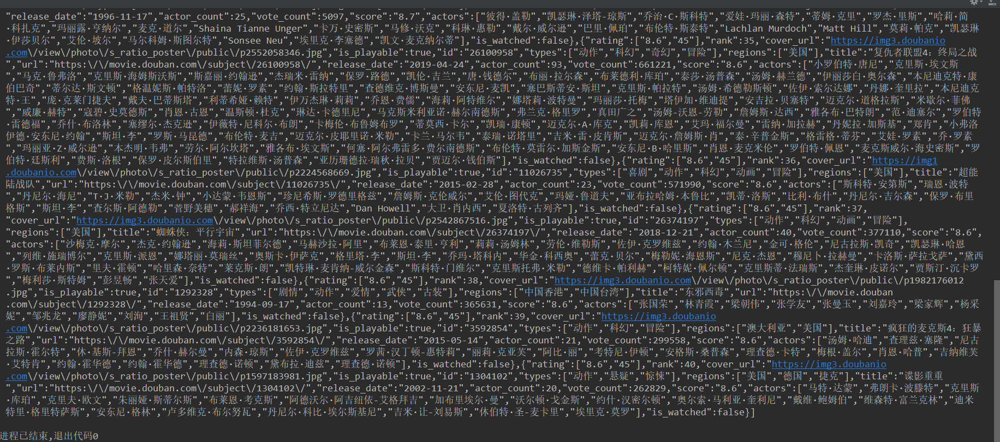 "release_date":"1996-11-17","actor_count":25,"vote_count":5097,"score":"8.7","actors":["彼得·盖勒","凯瑟琳·泽塔-琼斯","乔治·C·斯科特","爱娃·玛丽·森特","蒂姆·克里","罗杰·里斯","哈莉·简
·科扎克","玛丽露·亨纳尔","麦克·道尔","Shaina Tianne Unger","卡万·史密斯","马修·沃克","科琳·惠勒","戴尔·威尔逊","巴里·佩珀","布伦特·斯泰特","Lachlan Murdoch","Matt Hill","莫莉·帕克","凯瑟琳
·伊莎贝尔","艾伦·坡尔","马尔科姆·斯图尔特","Sonsee Neu","埃里克·李塞德","凯文·麦克纳尔蒂"],"is_watched":false},{"rating":["8.6","45"],"rank":35,"cover_url":"https://img3.doubanio
.com\/view\/photo\/s_ratio_poster\/public\/p2552058346.jpg","is_playable":true,"id":"26100958","types":["动作","科幻","奇幻","冒险"],"regions":["美国"],"title":"复仇者联盟4：终局之战
","url":"https:\/\/movie.douban.com\/subject\/26100958\/","release_date":"2019-04-24","actor_count":93,"vote_count":661221,"score":"8.6","actors":["小罗伯特·唐尼","克里斯·埃文斯
","马克·鲁弗洛","克里斯·海姆斯沃斯","斯嘉丽·约翰逊","杰瑞米·雷纳","保罗·路德","凯伦·吉兰","唐·钱德尔","布丽·拉尔森","布莱德利·库珀","泰莎·汤普森","汤姆·赫兰德","伊丽莎白·奥尔森","本尼迪克特·康
伯巴奇","蒂尔达·斯文顿","格温妮斯·帕特洛","蕾妮·罗素","约翰·斯拉特里","查德维克·博斯曼","安东尼·麦凯","塞巴斯蒂安·斯坦","克里斯·帕拉特","汤姆·希德勒斯顿","佐伊·索尔达娜","丹娜·奎里拉","本尼迪克
特·王","庞·克莱门捷夫","戴夫·巴蒂斯塔","利蒂希娅·赖特","伊万杰琳·莉莉","乔恩·费儒","海莉·阿特维尔","娜塔莉·波特曼","玛丽莎·托梅","塔伊加·维迪提","安吉拉·贝塞特","迈克尔·道格拉斯","米歇尔·菲佛
","威廉·赫特","寇碧·史莫德斯","肖恩·古恩","温斯顿·杜克","琳达·卡德里尼","马克斯米利亚诺·赫尔南德斯","弗兰克·格里罗","真田广之","汤姆-沃恩-劳勒","詹姆斯·达西","雅各布·巴特朗","范·迪塞尔","罗伯特
·雷德福","乔什·布洛林","塞缪尔·杰克逊","伊薇特·尼科尔·布朗","卡梅伦·布鲁姆布罗","蒂莫西·卡尔","凯瑞·康顿","迈克尔·A·库克","凯莉·库恩","艾玛·福尔曼","雷纳·加拉赫","丹妮拉·加斯基","郑肯","小弗洛
伊德·安东尼·约翰","斯坦·李","罗斯·马昆德","布伦特·麦吉","迈克尔·皮耶里诺·米勒","卡兰·马尔韦","泰瑞·诺塔里","吉米·雷·皮肯斯","迈克尔·詹姆斯·肖","泰·辛普金斯","格雷格·蒂芬","艾娃·罗素","乔·罗素
","玛丽亚·Z·威尔逊","本杰明·韦弗","劳尔·阿尔坎塔","雅各布·埃文斯","何塞·阿尔弗雷多·费尔南德斯","布伦特·莫雷尔·加斯金斯","安东尼·B·哈里斯","肖恩·麦克米伦","罗伯特·佩恩","麦克斯威尔·海史密斯","罗
伯特·廷斯利","费斯·洛根","保罗·皮尔斯伯里","特拉维斯·汤普森","亚历珊德拉·瑞秋·拉贝","贾迈尔·钱伯斯"],"is_watched":false},{"rating":["8.6","45"],"rank":36,"cover_url":"https://img1
.doubanio.com\/view\/photo\/s_ratio_poster\/public\/p2224568669.jpg","is_playable":true,"id":"11026735","types":["喜剧","动作","科幻","动画","冒险"],"regions":["美国"],"title":"超能
陆战队","url":"https:\/\/movie.douban.com\/subject\/11026735\/","release_date":"2015-02-28","actor_count":23,"vote_count":571990,"score":"8.6","actors":["斯科特·安第斯","瑞恩·波特
","丹尼尔·海尼","T·J·米勒","杰米·钟","小达蒙·韦恩斯","珍尼希斯·罗德里格兹","詹姆斯·克伦威尔","艾伦·图代克","玛娅·鲁道夫","亚布拉哈姆·本鲁比","凯蒂·洛斯","比利·布什","丹尼尔·吉尔森","保罗·布里
格斯","斯坦·李","查尔斯·阿德勒","菅野美穗","郝祥海","乔西·特立尼达","Dan Howell","大卫·肖内西","夏洛特·古列齐"],"is_watched":false},{"rating":["8.6","45"],"rank":37,
"cover_url":"https://img3.doubanio.com\/view\/photo\/s_ratio_poster\/public\/p2542867516.jpg","is_playable":true,"id":"26374197","types":["动作","科幻","动画","冒险"],
"regions":["美国"],"title":"蜘蛛侠：平行宇宙","url":"https:\/\/movie.douban.com\/subject\/26374197\/","release_date":"2018-12-21","actor_count":40,"vote_count":377110,"score":"8.6",
"actors":["沙梅克·摩尔","杰克·约翰逊","海莉·斯坦菲尔德","马赫沙拉·阿里","布莱恩·泰里·亨利","莉莉·汤姆林","劳伦·维勒斯","佐伊·克罗维兹","约翰·木兰尼","金可·格伦","尼古拉斯·凯奇","凯瑟琳·哈恩
","列维·施瑞博尔","克里斯·派恩","娜塔丽·莫瑞丝","奥斯卡·伊萨克","格里塔·李","斯坦·李","乔玛·塔科内","华金·科西奥","蕾克·贝尔","梅勒妮·海恩斯","尼克·杰恩","穆尼卜·拉赫曼","卡洛斯·萨拉戈萨","黛西
·罗斯·布莱内斯","里夫·霍顿","哈里森·奈特","莱克斯·朗","凯特琳·麦肯纳-威尔金森","斯科特·门维尔","克里斯托弗·米勒","德维卡·帕利赫","柯特妮·佩尔顿","克里斯蒂·法瑞斯","杰奎琳·皮诺尔","贾斯汀·沉卡罗
","梅利莎·斯特姆","彭昱畅","张天爱"],"is_watched":false},{"rating":["8.6","45"],"rank":38,"cover_url":"https://img3.doubanio.com\/view\/photo\/s_ratio_poster\/public\/p1982176012
.jpg","is_playable":true,"id":"1292328","types":["剧情","动作","爱情","武侠","古装"],"regions":["中国香港","中国台湾"],"title":"东邪西毒","url":"https:\/\/movie.douban
.com\/subject\/1292328\/","release_date":"1994-09-17","actor_count":13,"vote_count":365631,"score":"8.6","actors":["张国荣","林青霞","梁朝伟","张学友","张曼玉","刘嘉玲","梁家辉","杨采
妮","邹兆龙","廖静妮","刘洵","王祖贤","白丽"],"is_watched":false},{"rating":["8.6","45"],"rank":39,"cover_url":"https://img3.doubanio
.com\/view\/photo\/s_ratio_poster\/public\/p2236181653.jpg","is_playable":true,"id":"3592854","types":["动作","科幻","冒险"],"regions":["澳大利亚","美国"],"title":"疯狂的麦克斯4：狂暴
之路","url":"https:\/\/movie.douban.com\/subject\/3592854\/","release_date":"2015-05-14","actor_count":21,"vote_count":299558,"score":"8.6","actors":["汤姆·哈迪","查理兹·塞隆","尼古
拉斯·霍尔特","休·基斯-拜恩","乔什·赫尔曼","内森·琼斯","佐伊·克罗维兹","罗茜·汉丁顿-惠特莉","丽莉·克亚芙","阿比·丽","考特尼·伊顿","安格斯·桑普森","理查德·卡特","梅根·盖尔","肖恩·哈普","吉纳维芙·
艾特肯","约翰·霍华德","约翰·霍华德","理查德·诺顿","黛布拉·迪兹","理查德·诺顿"],"is_watched":false},{"rating":["8.6","45"],"rank":40,"cover_url":"https://img3.doubanio
.com\/view\/photo\/s_ratio_poster\/public\/p1597183981.jpg","is_playable":true,"id":"1304102","types":["动作","悬疑","惊悚"],"regions":["美国","德国","捷克"],"title":"谍影重重
","url":"https:\/\/movie.douban.com\/subject\/1304102\/","release_date":"2002-11-21","actor_count":20,"vote_count":262829,"score":"8.6","actors":["马特·达蒙","弗朗卡·波滕特","克里斯
·库珀","克里夫·欧文","朱丽娅·斯蒂尔斯","布莱恩·考克斯","阿德沃尔·阿吉纽依-艾格拜吉","加布里埃尔·曼","沃尔顿·戈金斯","约什·汉密尔顿","奥尔索·马利亚·奎利尼","戴维·鲍姆伯","维森特·富兰克林","迪米
特里·格里特萨斯","安东尼·格林","卢多维克·布尔努瓦","丹尼尔·科比·埃尔斯基尼","吉米·让-刘易斯","休伯特·圣-麦卡里","埃里克·莫罗"],"is_watched":false}]
进程已结束,退出代码0